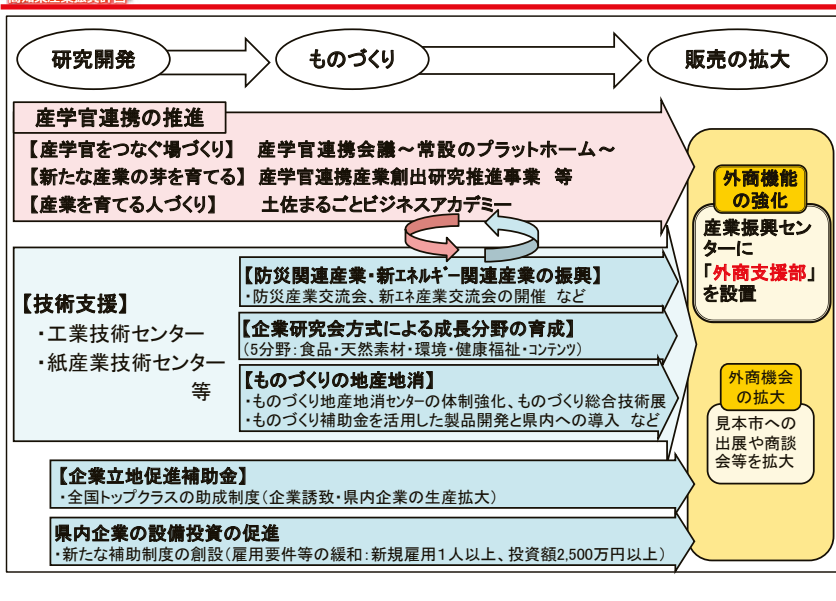 研究開発
ものづくり
販売の拡大
産学官連携の推進
【産学官をつなぐ場づくり】 産学官連携会議～常設のプラットホーム～
【新たな産業の芽を育てる】 産学官連携産業創出研究推進事業 等
【産業を育てる人づくり】 土佐まるごとビジネスアカデミー
外商機能
の強化
産業振興セン
ターに
「外商支援部」
を設置
【技術支援】
・工業技術センター
・紙産業技術センター
等
【防災関連産業・新エネルギー関連産業の振興】
・防災産業交流会、新エネ産業交流会の開催 など
【企業研究会方式による成長分野の育成】
(5分野：食品・天然素材・環境・健康福祉・コンテンツ)
【ものづくりの地産地消】
・ものづくり地産地消センターの体制強化、ものづくり総合技術展
・ものづくり補助金を活用した製品開発と県内への導入 など
外商機会
の拡大
見本市への
出展や商談
会等を拡大
【企業立地促進補助金】
・全国トップクラスの助成制度(企業誘致・県内企業の生産拡大)
県内企業の設備投資の促進
・新たな補助制度の創設(雇用要件等の緩和：新規雇用１人以上、投資額2,500万円以上)